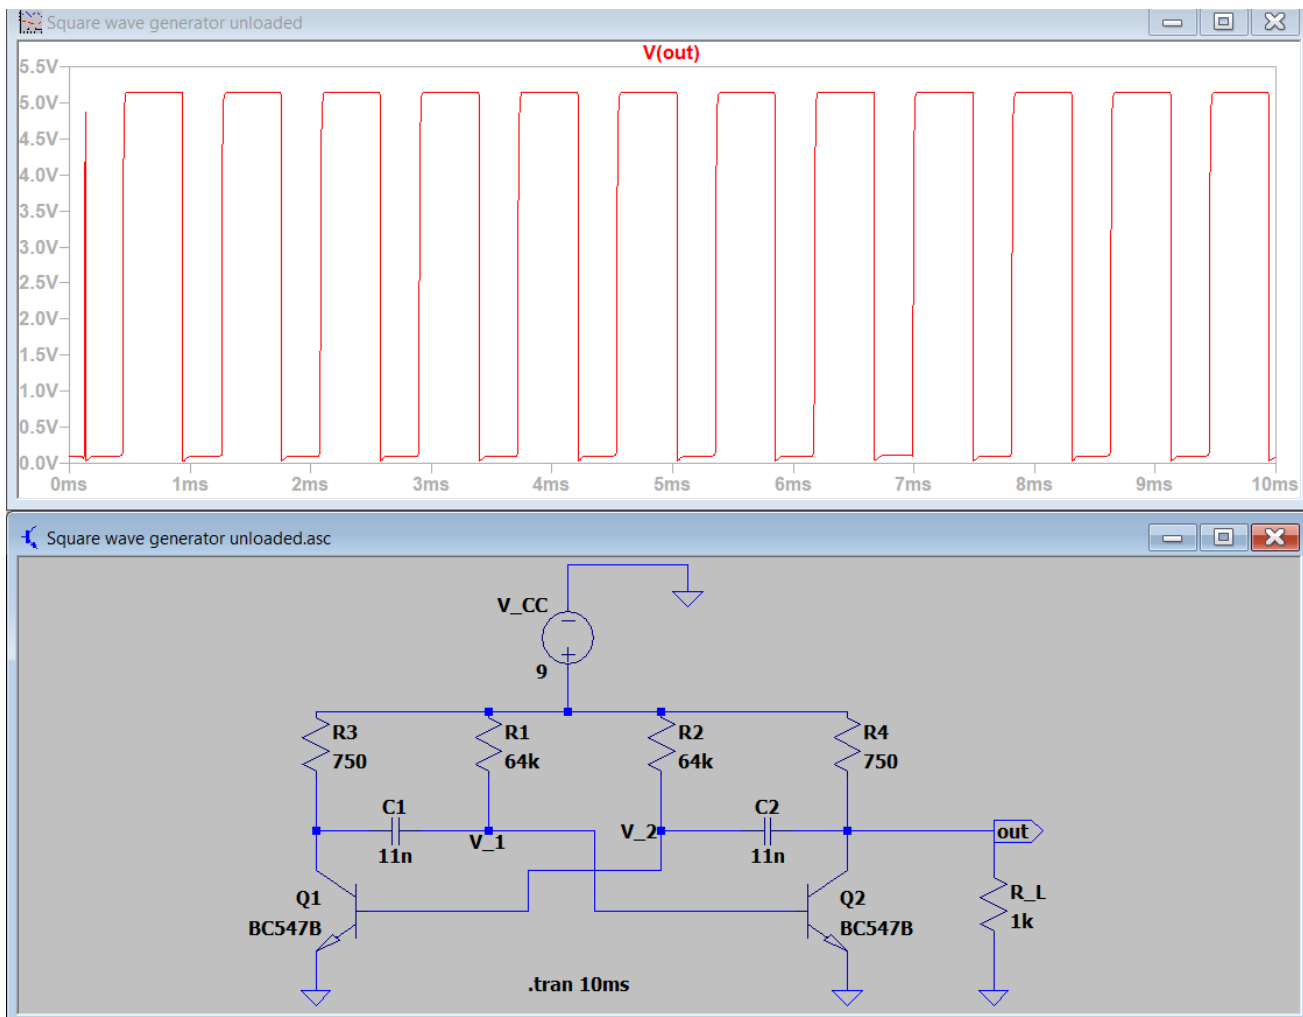 Square wave generator unloaded
V(out)
5.5V
5.0V
4.5V
4.0V
3.5V
3.0V
2.5V
2.0V
1.5V
1.0V
0.5V
0.0V
0ms 1ms 2ms 3ms 4ms 5ms 6ms 7ms 8ms 9ms 10ms
Square wave generator unloaded.asc
V_CC
9
R3 R1 R2 R4
750 64k 64k 750
C1 C2
V_1 V_2 out
11n 11n
Q1 Q2 R_L
BC547B BC547B 1k
.tran 10ms